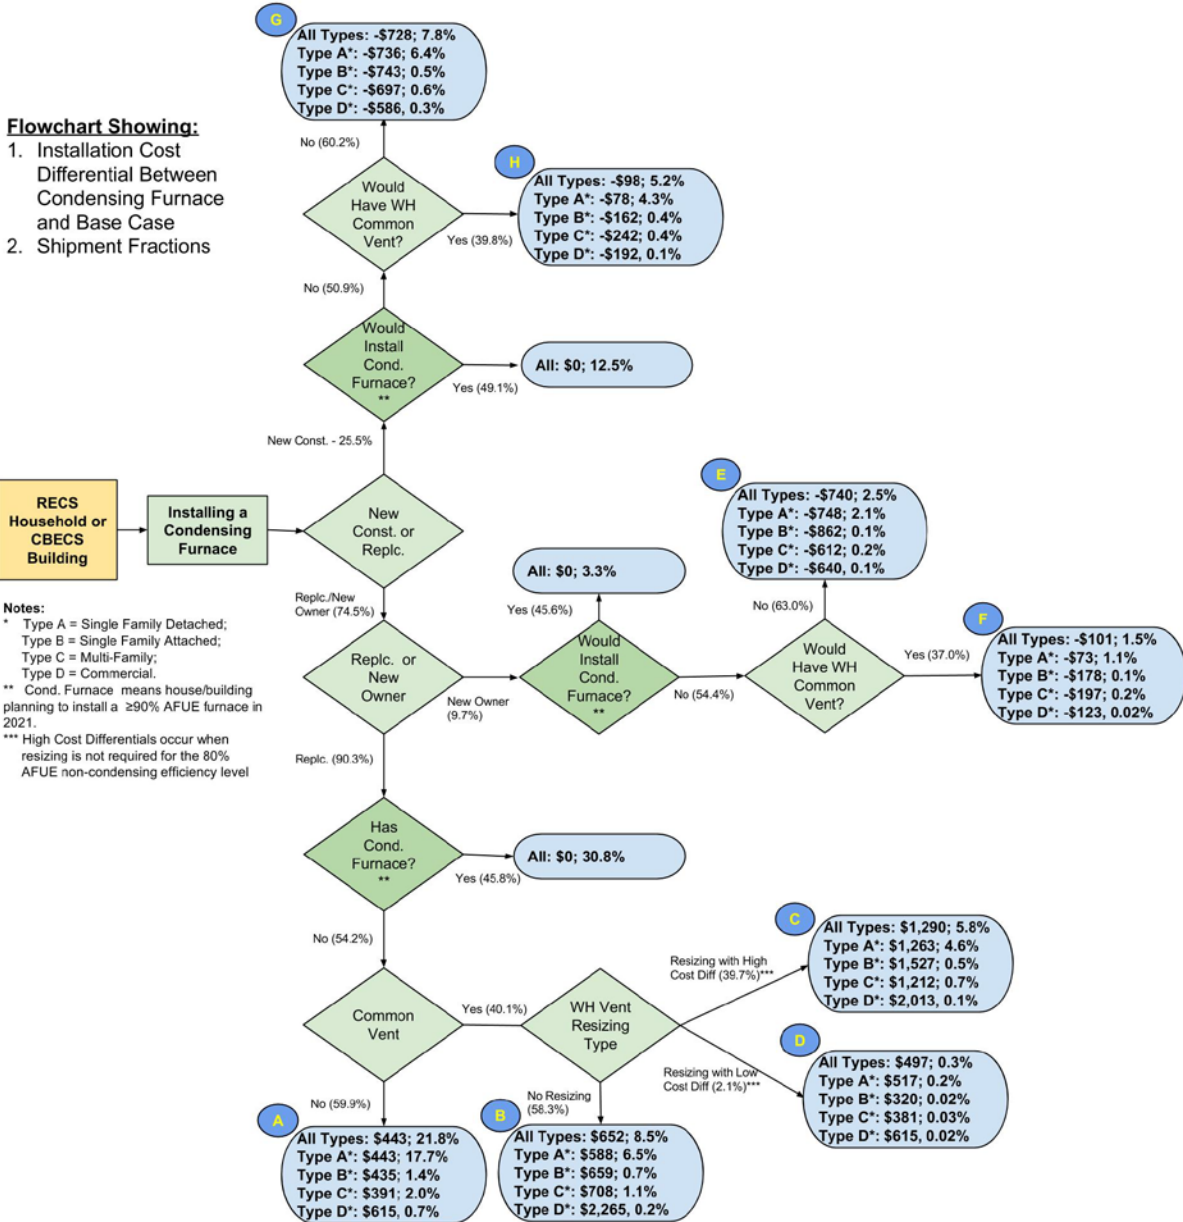 G
All Types: -$728; 7.8%
Type A*: -$736; 6.4%
Type B*: -$743; 0.5%
Type C*: -$697; 0.6%
Type D*: -$586, 0.3%
Flowchart Showing:
1. Installation Cost
Differential Between
Condensing Furnace
and Base Case
2. Shipment Fractions
No (60.2%)
H
All Types: -$98; 5.2%
Type A*: -$78; 4.3%
Type B*: -$162; 0.4%
Type C*: -$242; 0.4%
Type D*: -$192, 0.1%
Would
Have WH
Common
Vent?
Yes (39.8%)
No (50.9%)
Would
Install
Cond.
Furnace?
**
Yes (49.1%)
All: $0; 12.5%
New Const. - 25.5%
RECS
Household or
CBECS
Building
Installing a
Condensing
Furnace
New
Const. or
Replc.
E
All Types: -$740; 2.5%
Type A*: -$748; 2.1%
Type B*: -$862; 0.1%
Type C*: -$612; 0.2%
Type D*: -$640, 0.1%
All: $0; 3.3%
Replc./New
Owner (74.5%)
Yes (45.6%)
No (63.0%)
F
All Types: -$101; 1.5%
Type A*: -$73; 1.1%
Type B*: -$178; 0.1%
Type C*: -$197; 0.2%
Type D*: -$123, 0.02%
Notes:
* Type A = Single Family Detached;
Type B = Single Family Attached;
Type C = Multi-Family;
Type D = Commercial.
** Cond. Furnace means house/building
planning to install a ≥90% AFUE furnace in
2021.
*** High Cost Differentials occur when
resizing is not required for the 80%
AFUE non-condensing efficiency level
Replc. or
New
Owner
New Owner
(9.7%)
Would
Install
Cond.
Furnace?
**
No (54.4%)
Would
Have WH
Common
Vent?
Yes (37.0%)
Replc. (90.3%)
Has
Cond.
Furnace?
**
Yes (45.8%)
All: $0; 30.8%
No (54.2%)
C
All Types: $1,290; 5.8%
Type A*: $1,263; 4.6%
Type B*: $1,527; 0.5%
Type C*: $1,212; 0.7%
Type D*: $2,013, 0.1%
Resizing with High
Cost Diff (39.7%)***
Common
Vent
Yes (40.1%)
WH Vent
Resizing
Type
Resizing with Low
Cost Diff (2.1%)***
D
All Types: $497; 0.3%
Type A*: $517; 0.2%
Type B*: $320; 0.02%
Type C*: $381; 0.03%
Type D*: $615, 0.02%
No (59.9%)
No Resizing
(58.3%)
A
All Types: $443; 21.8%
Type A*: $443; 17.7%
Type B*: $435; 1.4%
Type C*: $391; 2.0%
Type D*: $615, 0.7%
B
All Types: $652; 8.5%
Type A*: $588; 6.5%
Type B*: $659; 0.7%
Type C*: $708; 1.1%
Type D*: $2,265, 0.2%